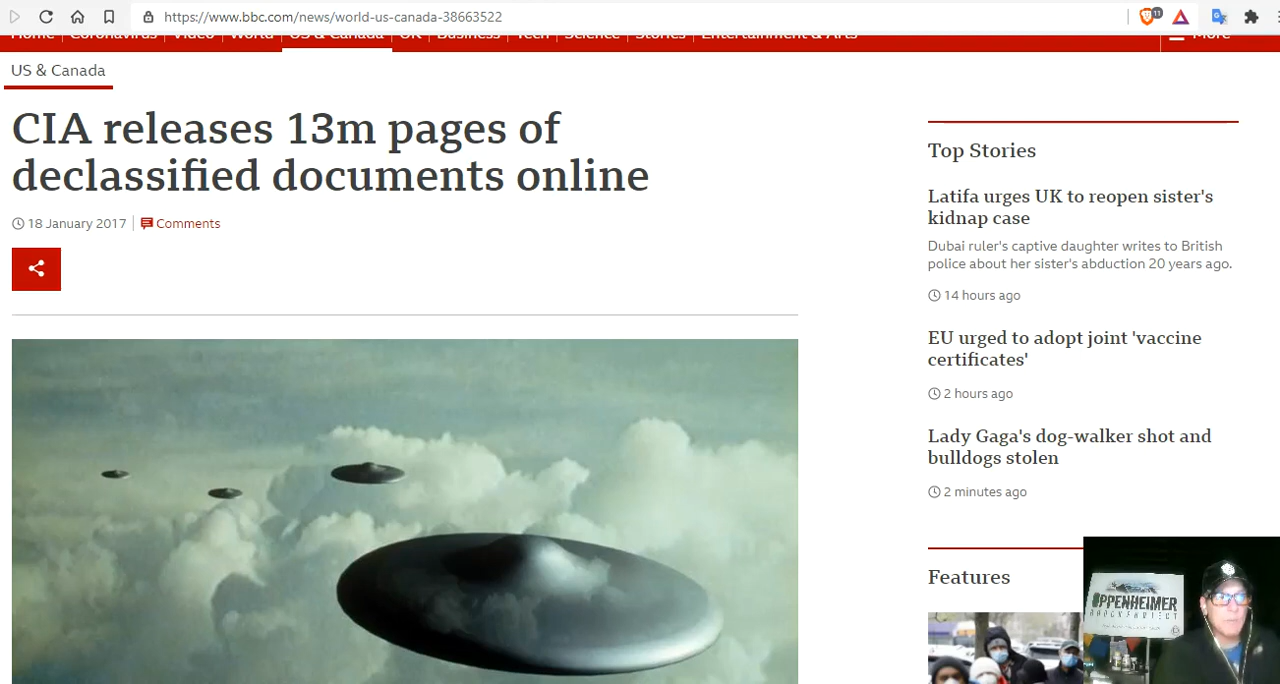 https://www.bbc.com/news/world-us-canada-38663522
11
Home Coronavirus Video World US & Canada UK Business Tech Science Stories Entertainment & Arts More
US & Canada
CIA releases 13m pages of
declassified documents online
18 January 2017 Comments
Top Stories
Latifa urges UK to reopen sister's
kidnap case
Dubai ruler's captive daughter writes to British
police about her sister's abduction 20 years ago.
14 hours ago
EU urged to adopt joint 'vaccine
certificates'
2 hours ago
Lady Gaga's dog-walker shot and
bulldogs stolen
2 minutes ago
Features
OPPENHEIMER